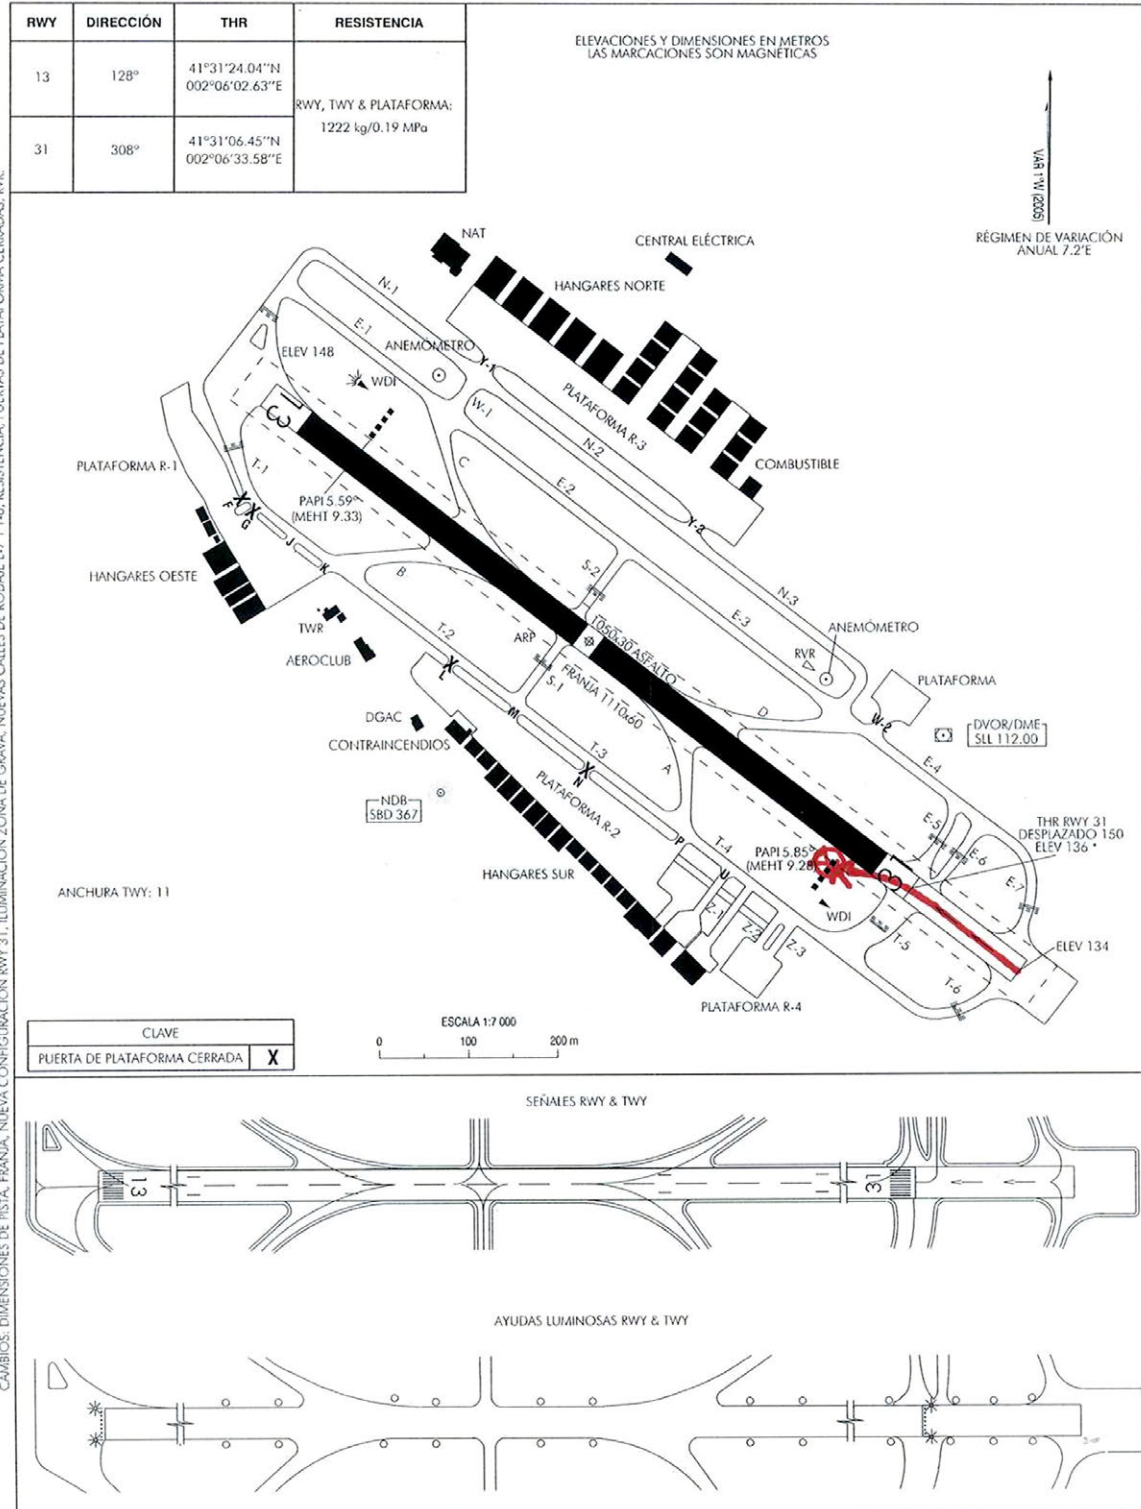 RWY DIRECCIÓN THR RESISTENCIA
13 128° 41°31'24.04''N
002°06'02.63''E
RWY, TWY & PLATAFORMA:
1222 kg/0.19 MPa
31 308° 41°31'06.45''N
002°06'33.58''E
ELEVACIONES Y DIMENSIONES EN METROS
LAS MARCACIONES SON MAGNÉTICAS
VAR 1°W (2005)
RÉGIMEN DE VARIACIÓN
ANUAL 7.2'E
NAT
CENTRAL ELÉCTRICA
HANGARES NORTE
N-1
E-1
ELEV 148
ANEMÓMETRO
Y-1
WDI
W-1
PLATAFORMA R-3
N-2
COMBUSTIBLE
13
C
E-2
PLATAFORMA R-1
T-1
PAPI 5.59°
(MEHT 9.33)
F
G
J
K
Y-2
HANGARES OESTE
B
S-2
N-3
TWR
T-2
ARP
1050x30 ASFALTO
E-3
ANEMÓMETRO
AEROCLUB
RVR
L
S-1
FRANJA 1110x60
PLATAFORMA
DGAC
M
D
W-2
DVOR/DME
SLL 112.00
CONTRAINCENDIOS
T-3
A
N
E-4
NDB
SBD 367
PLATAFORMA R-2
E-5
THR RWY 31
DESPLAZADO 150
ELEV 136
P
T-4
E-6
PAPI 5.85°
(MEHT 9.28)
HANGARES SUR
U
31
E-7
ANCHURA TWY: 11
Z-1
Z-2
Z-3
WDI
T-5
ELEV 134
T-6
PLATAFORMA R-4
CLAVE
PUERTA DE PLATAFORMA CERRADA X
ESCALA 1:7 000
0 100 200 m
SEÑALES RWY & TWY
13
31
AYUDAS LUMINOSAS RWY & TWY